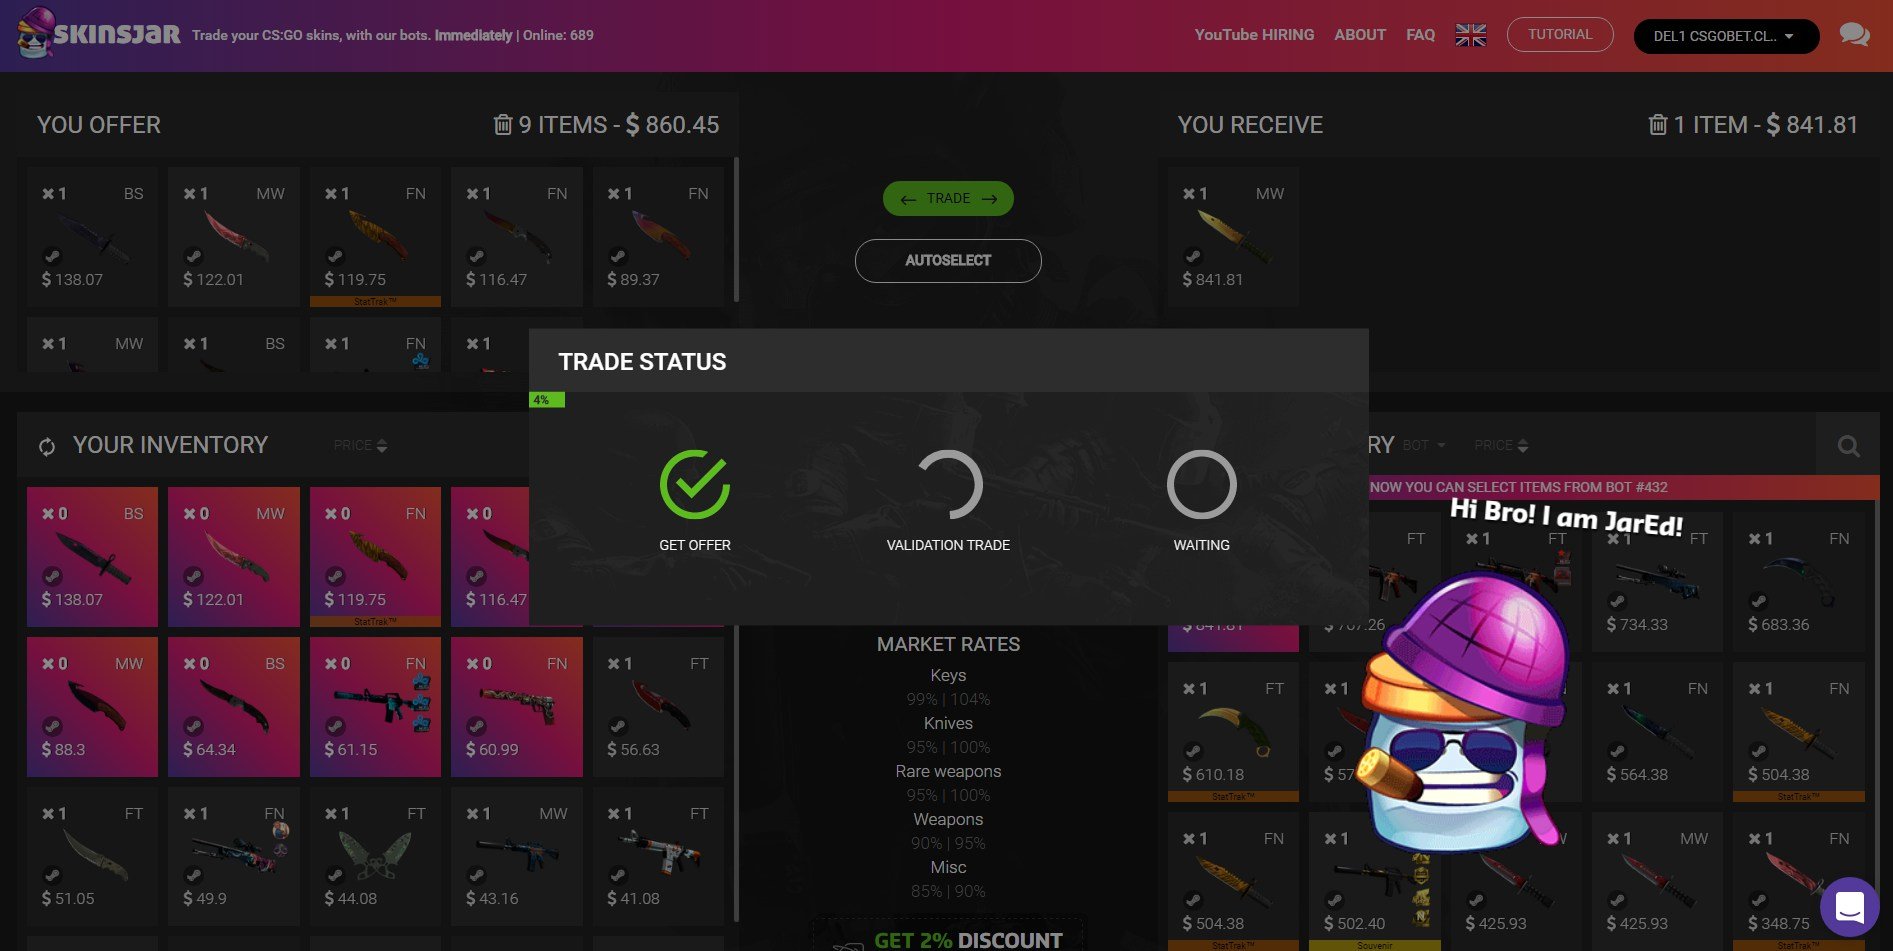 SKINSJAR Trade your CS:GO skins, with our bots. Immediately | Online: 689
YouTube HIRING ABOUT FAQ TUTORIAL DEL1 CSGOBET.CL..
YOU OFFER 9 ITEMS - $ 860.45
✖ 1 BS
$ 138.07
✖ 1 MW
$ 122.01
✖ 1 FN
$ 119.75
StatTrak™
✖ 1 FN
$ 116.47
✖ 1 FN
$ 89.37
✖ 1 MW
✖ 1 BS
✖ 1 FN
✖ 1
← TRADE →
AUTOSELECT
YOU RECEIVE 1 ITEM - $ 841.81
✖ 1 MW
$ 841.81
TRADE STATUS
4%
GET OFFER
VALIDATION TRADE
WAITING
YOUR INVENTORY PRICE
✖ 0 BS
$ 138.07
✖ 0 MW
$ 122.01
✖ 0 FN
$ 119.75
StatTrak™
✖ 0
$ 116.47
✖ 0 MW
$ 88.3
✖ 0 BS
$ 64.34
✖ 0 FN
$ 61.15
✖ 0 FN
$ 60.99
✖ 1 FT
$ 56.63
✖ 1 FT
$ 51.05
✖ 1 FN
$ 49.9
✖ 1 FT
$ 44.08
✖ 1 MW
$ 43.16
✖ 1 FT
$ 41.08
MARKET RATES
Keys
99% | 104%
Knives
95% | 100%
Rare weapons
95% | 100%
Weapons
90% | 95%
Misc
85% | 90%
GET 2% DISCOUNT
RY BOT PRICE
NOW YOU CAN SELECT ITEMS FROM BOT #432
Hi Bro! I am JarEd!
$ 841.81
FT
$ 707.26
✖ 1 FT
✖ 1 FT
$ 734.33
✖ 1 FN
$ 683.36
✖ 1 FT
$ 610.18
StatTrak™
✖ 1
$ 57
✖ 1 FN
$ 564.38
✖ 1 FN
$ 504.38
StatTrak™
✖ 1 FN
$ 504.38
StatTrak™
✖ 1
$ 502.40
Souvenir
$ 425.93
✖ 1 MW
$ 425.93
✖ 1 FN
$ 348.75
StatTrak™